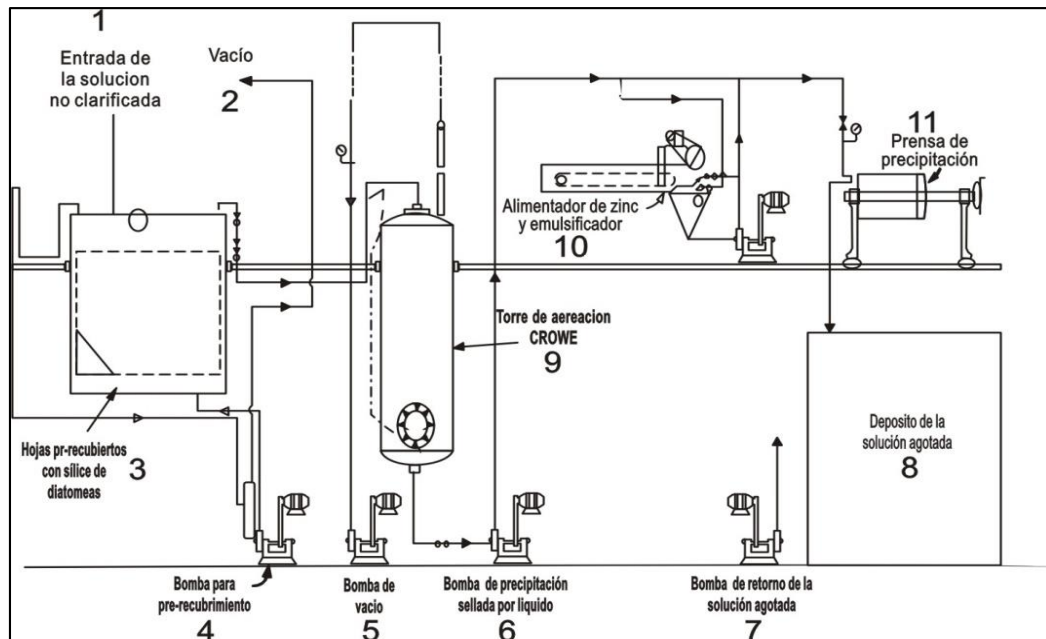 1
Entrada de
la solucion
no clarificada
Vacío
2
11
Prensa de
precipitación
Alimentador de zinc
y emulsificador
10
Torre de aereacion
CROWE
9
Hojas pr-recubiertos
con sílice de
diatomeas
3
Deposito de la
solución agotada
8
Bomba para
pre-recubrimiento
4
Bomba de
vacio
5
Bomba de precipitación
sellada por liquido
6
Bomba de retorno de la
solución agotada
7